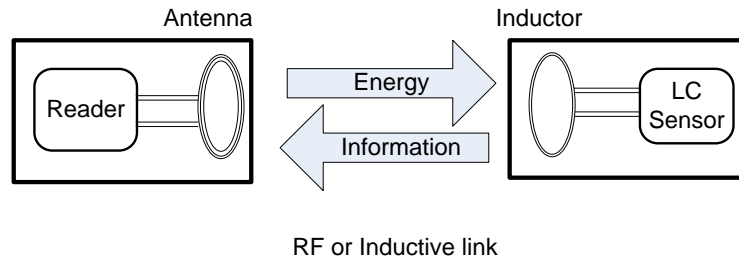 Antenna
Inductor
Reader
Energy
Information
LC
Sensor
RF or Inductive link